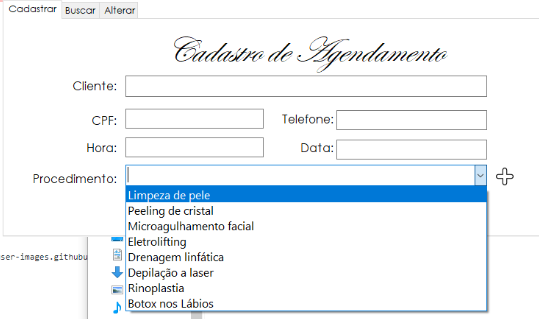 Cadastrar Buscar Alterar
Cadastro de Agendamento
Cliente:
CPF: Telefone:
Hora: Data:
Procedimento:
Limpeza de pele
Peeling de cristal
Microagulhamento facial
Eletrolifting
ser-images.githubu
Drenagem linfática
Depilação a laser
Rinoplastia
Botox nos Lábios